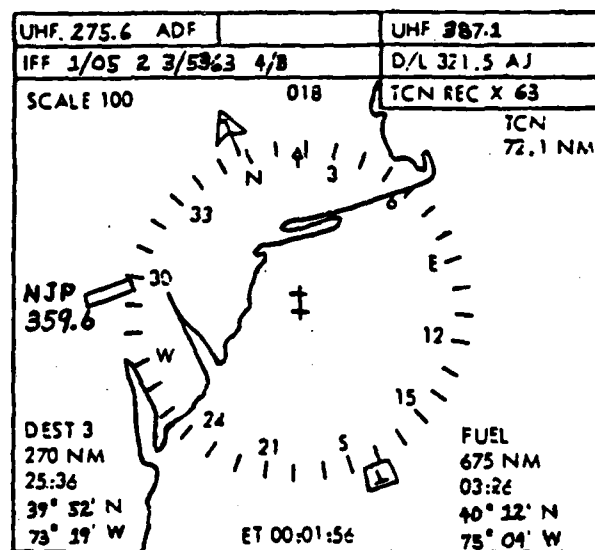 UHF. 275.6 ADF
UHF 387.1
IFF 1/05 2 3/5363 4/B
D/L 321.5 AJ
SCALE 100
018
TCN REC X 63
TCN
72.1 NM
N
3
6
E
12
15
S
21
24
W
30
33
NJP
359.6
1
DEST 3
270 NM
25:36
39° 52' N
73° 19' W
ET 00:01:56
FUEL
675 NM
03:26
40° 12' N
75° 04' W